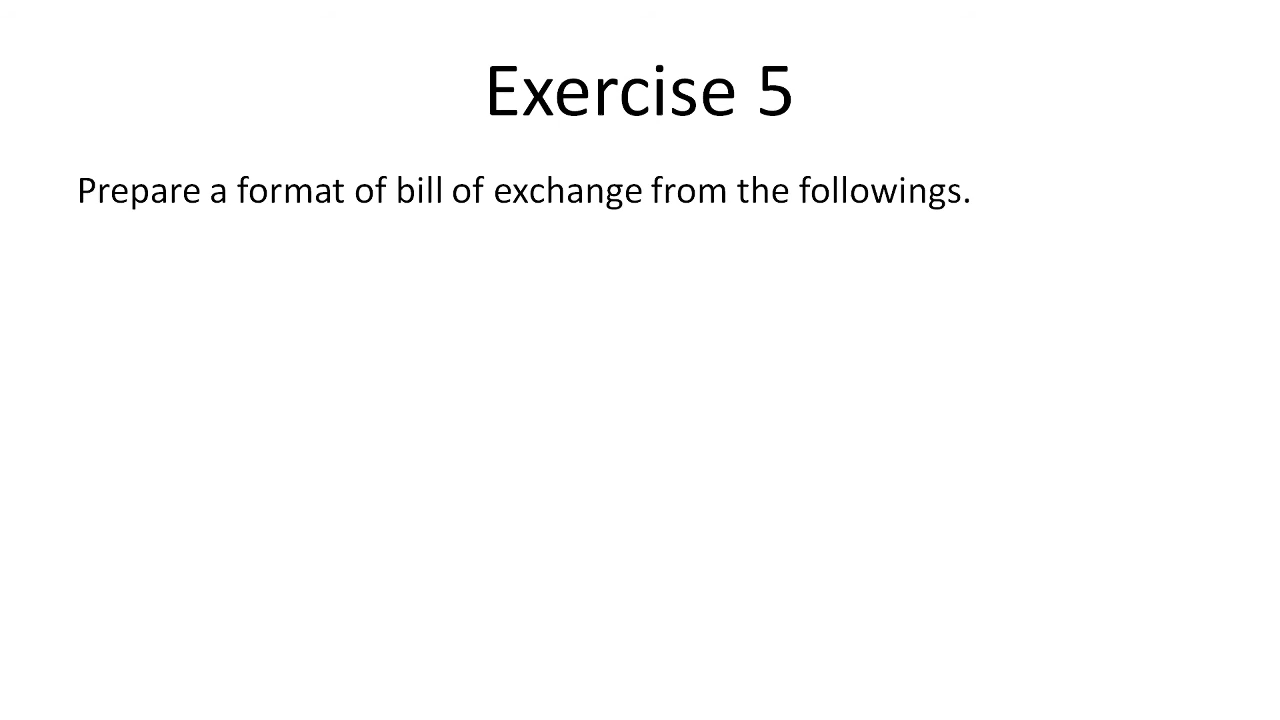 Exercise 5
Prepare a format of bill of exchange from the followings.